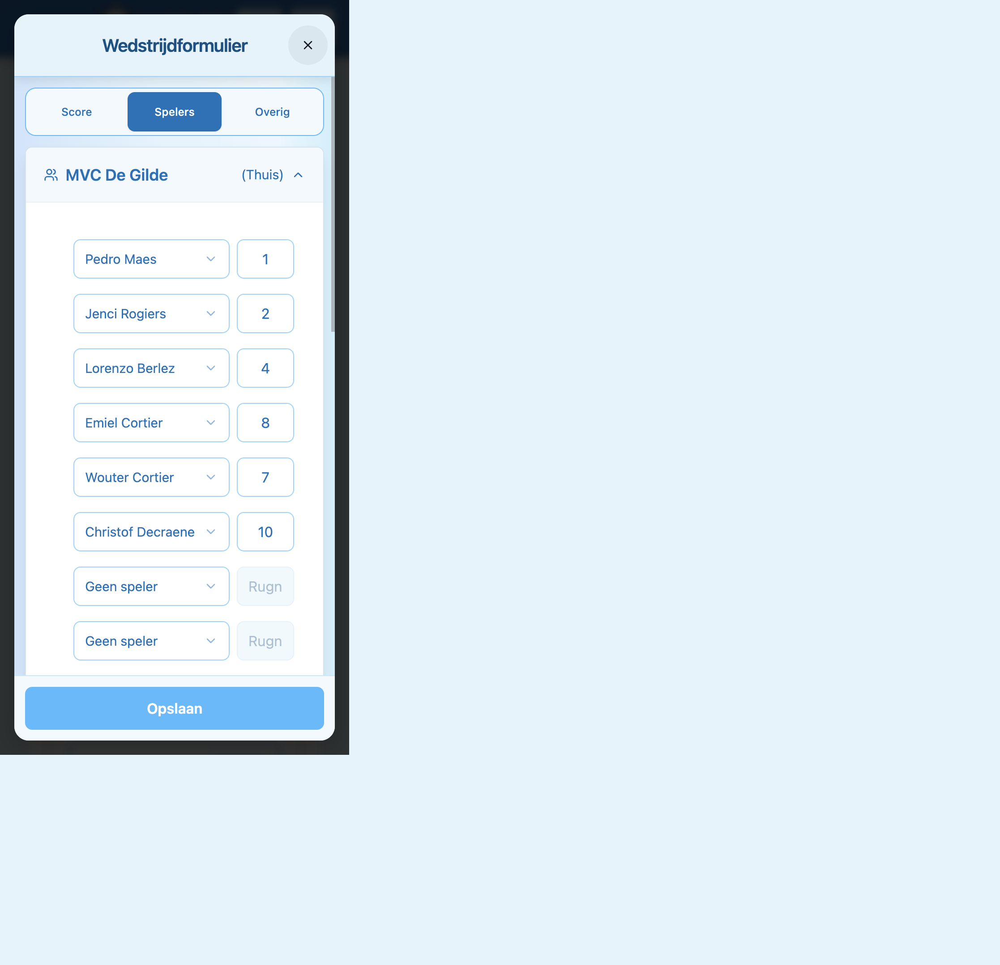 Wedstrijdformulier
Score Spelers Overig
MVC De Gilde (Thuis)
Pedro Maes 1
Jenci Rogiers 2
Lorenzo Berlez 4
Emiel Cortier 8
Wouter Cortier 7
Christof Decraene 10
Geen speler Rugn
Geen speler Rugn
Opslaan